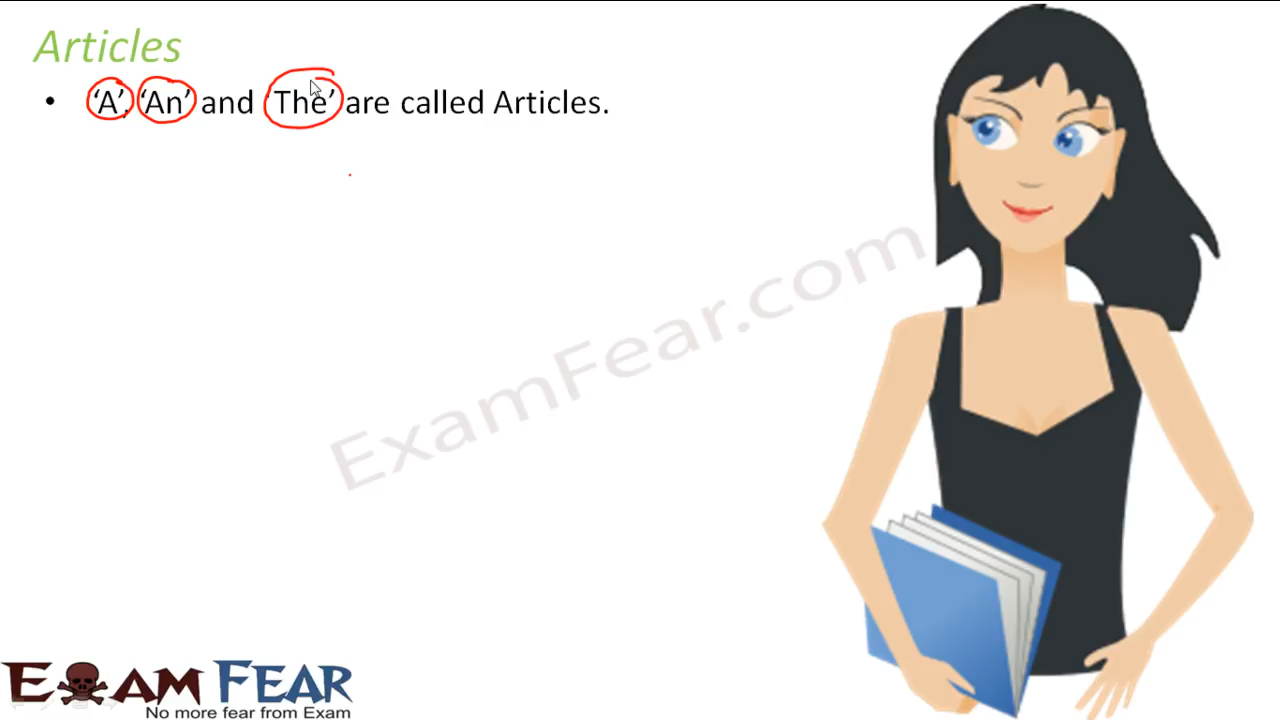 Articles
• ‘A’, ‘An’ and ‘The’ are called Articles.
ExamFear.com
EXAM FEAR
No more fear from Exam